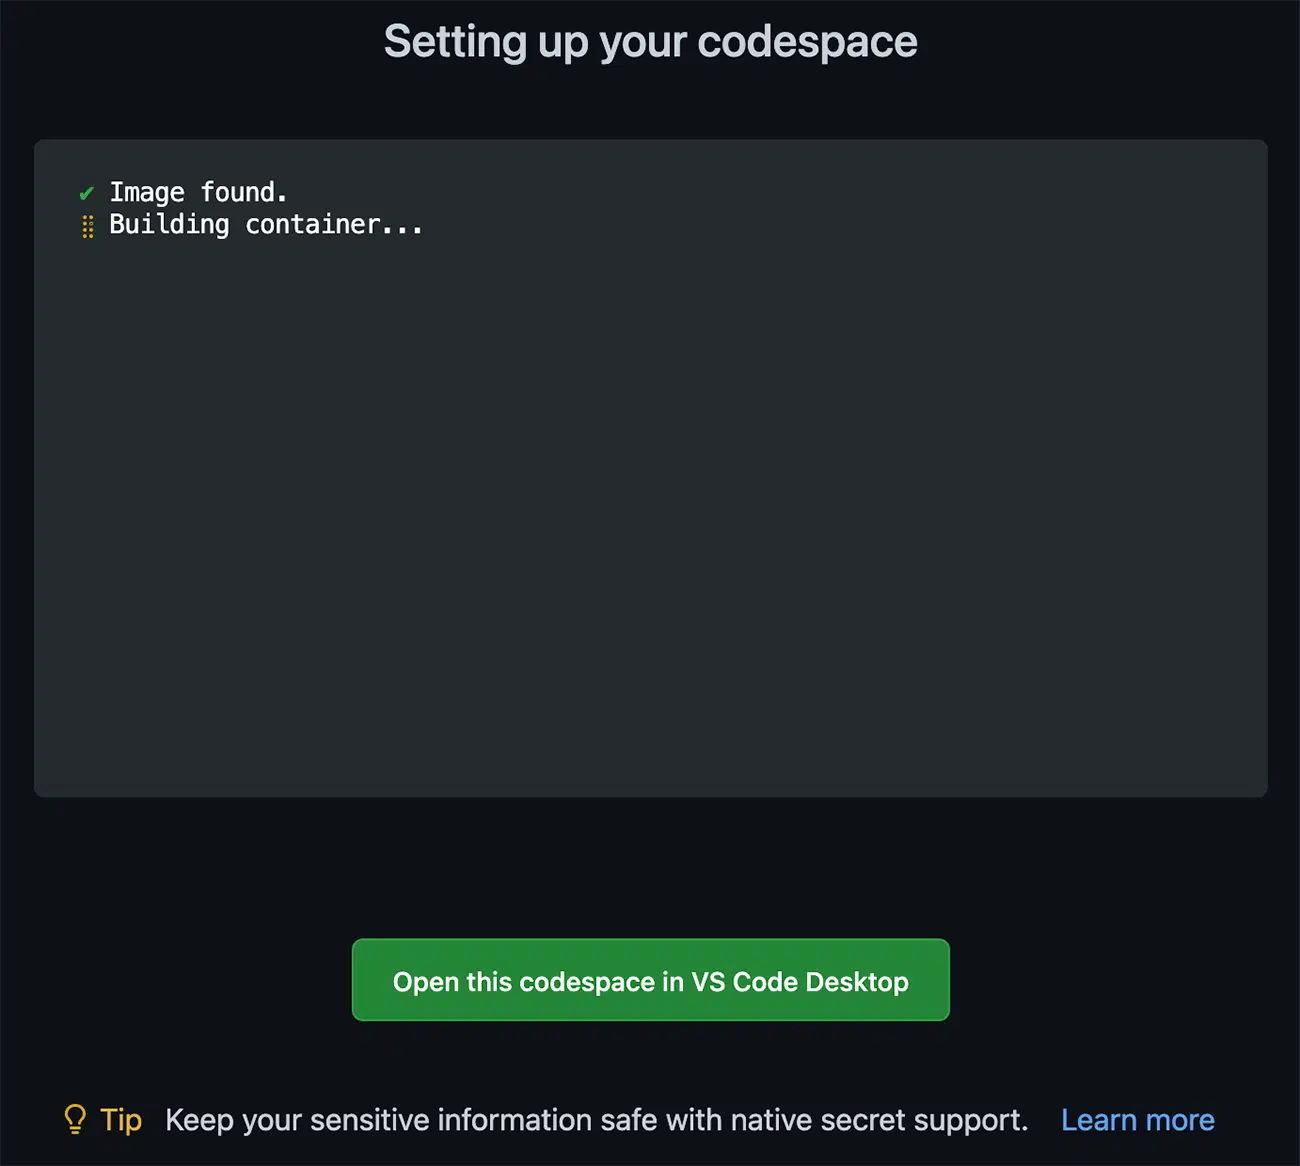 Setting up your codespace
✔ Image found.
⣿ Building container...
Open this codespace in VS Code Desktop
Tip Keep your sensitive information safe with native secret support. Learn more